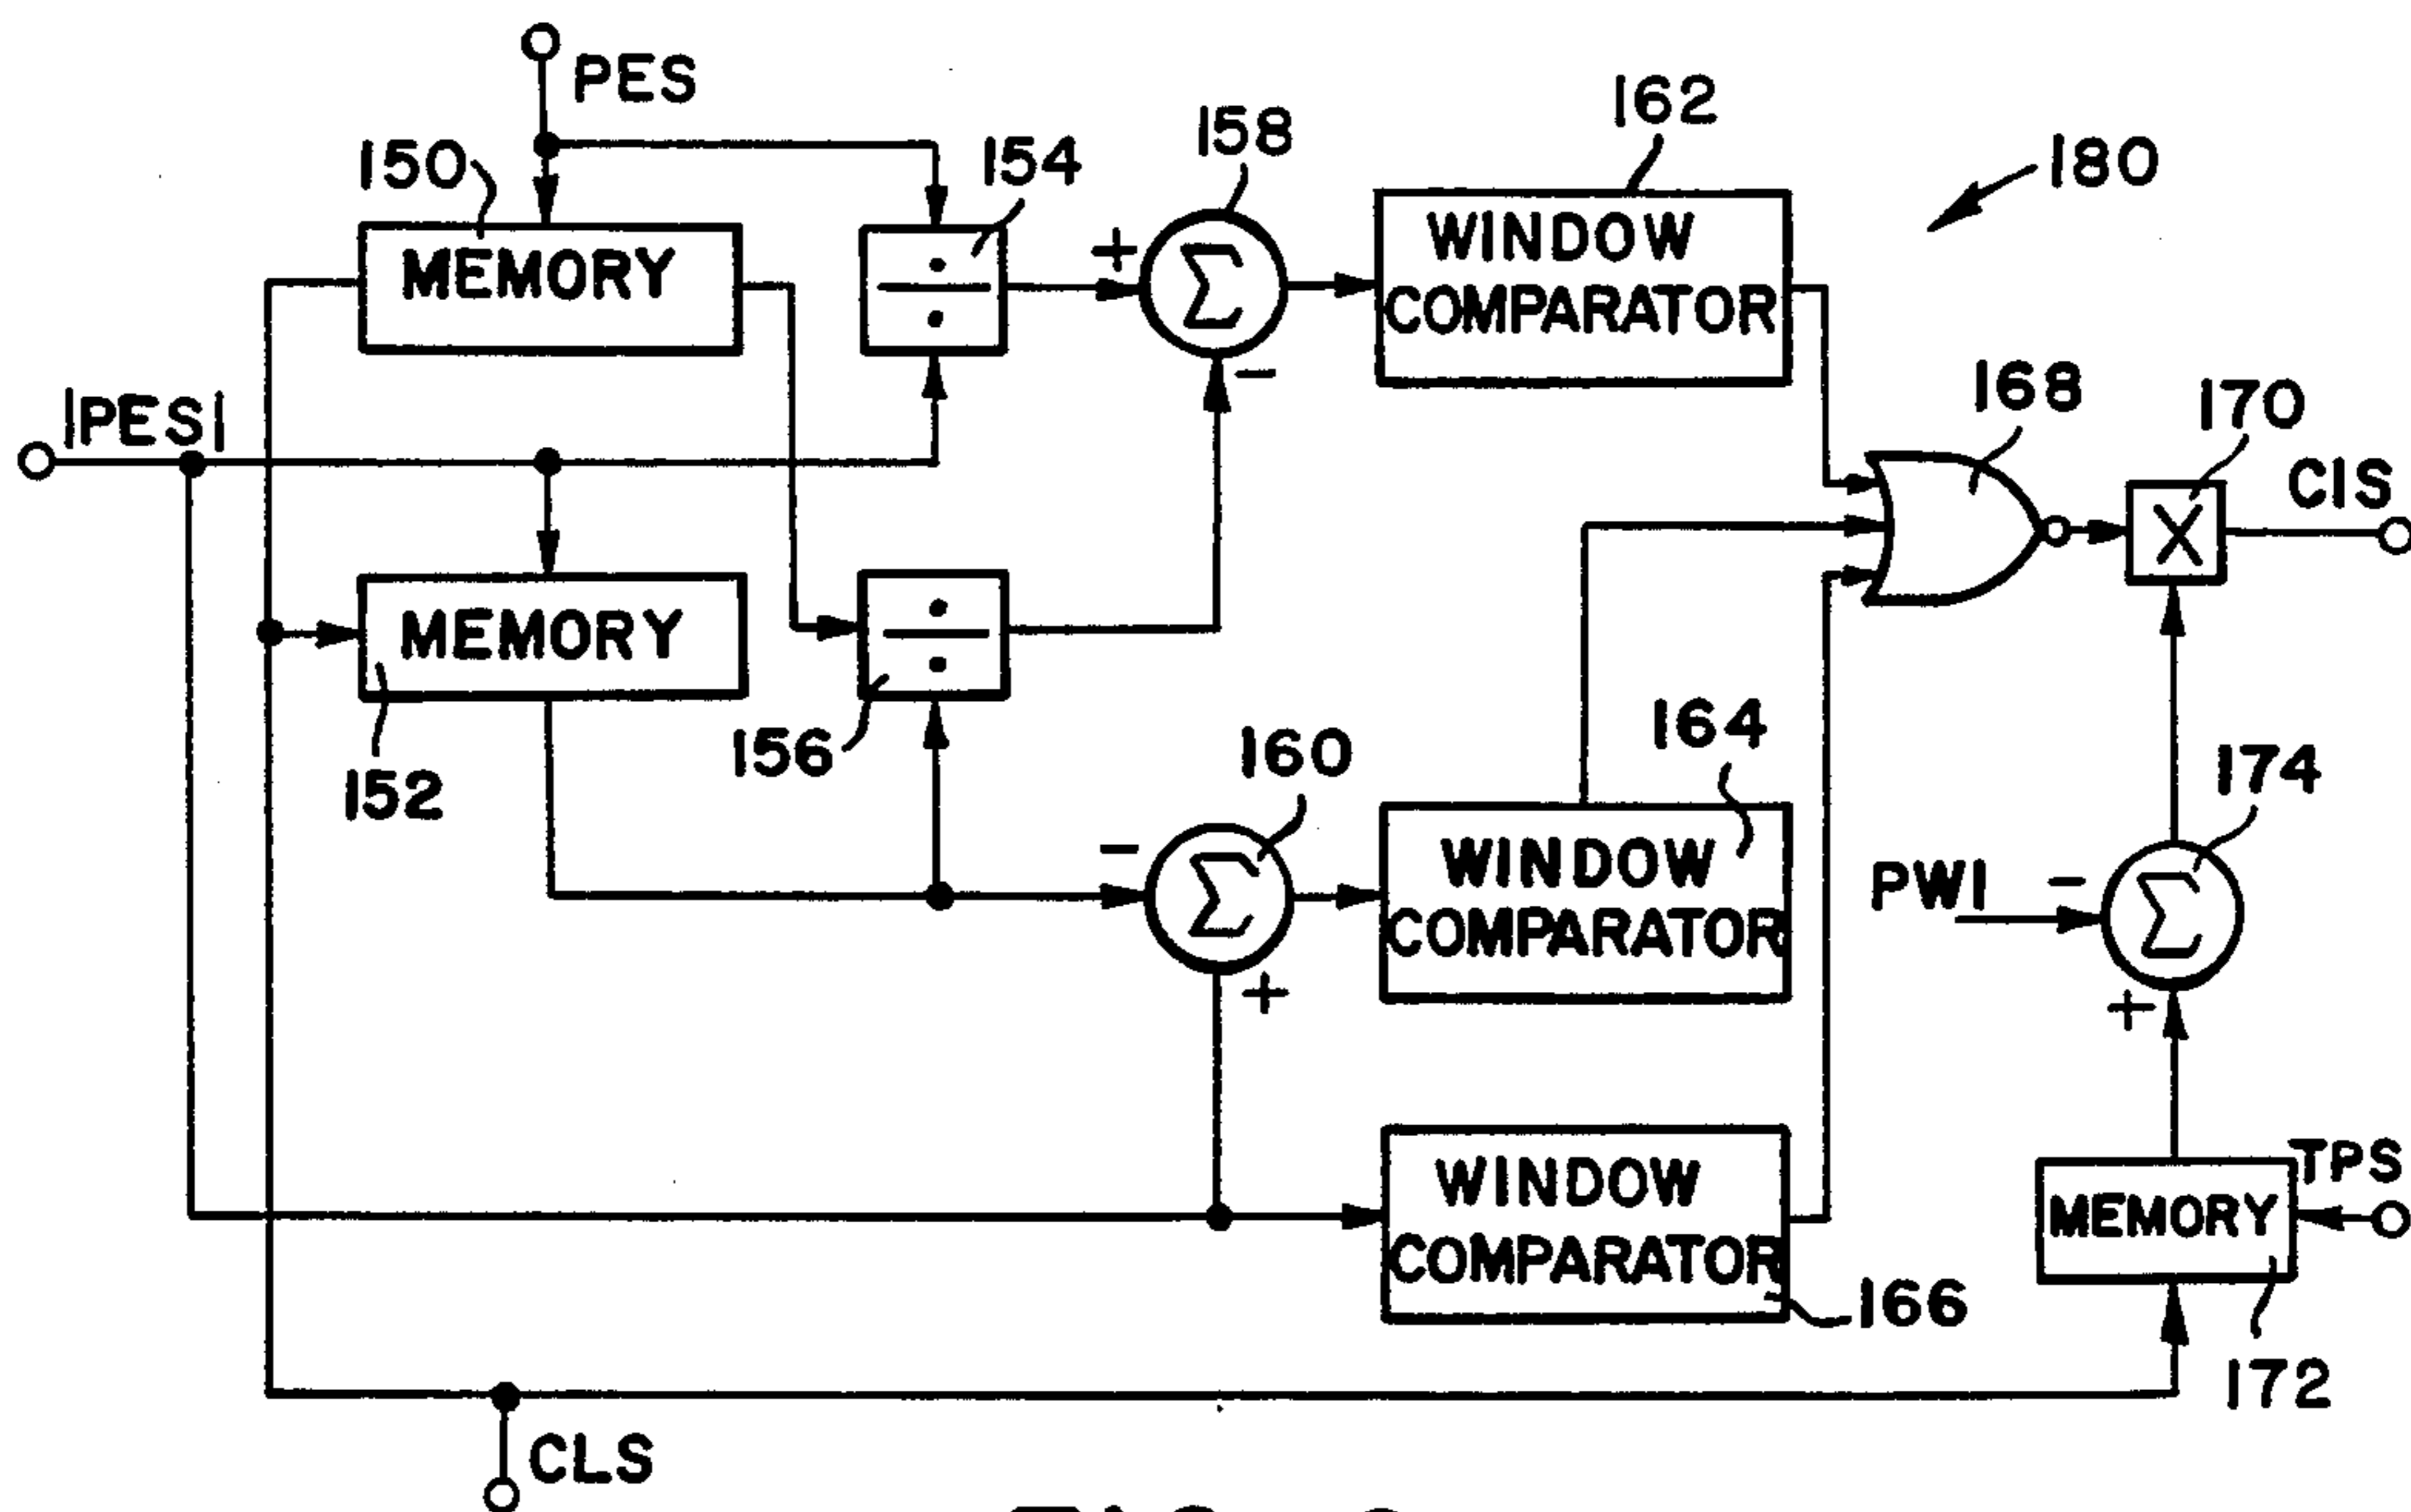 PES
150
154
158
162
180
MEMORY
÷
Σ
WINDOW
COMPARATOR
+
-
|PES|
168
170
CIS
X
MEMORY
÷
152
156
160
164
174
-
Σ
WINDOW
COMPARATOR
+
PW1
-
Σ
+
WINDOW
COMPARATOR
166
TPS
MEMORY
172
CLS